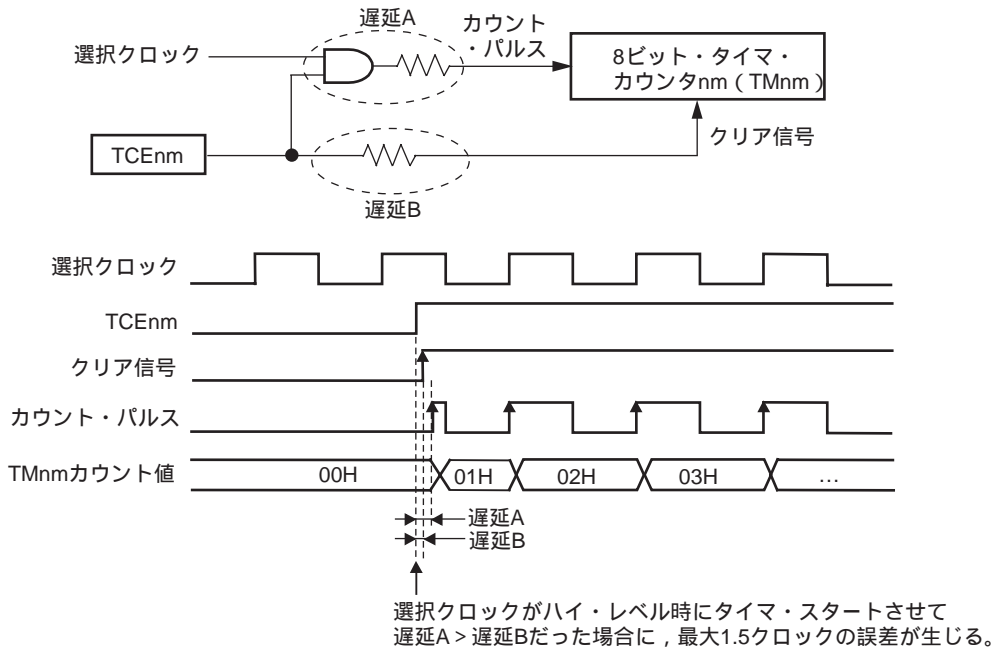 遅延A
カウント
・パルス
選択クロック
8ビット・タイマ・
カウンタnm（TMnm）
クリア信号
TCEnm
遅延B
選択クロック
TCEnm
クリア信号
カウント・パルス
TMnmカウント値
00H
01H
02H
03H
…
遅延A
遅延B
選択クロックがハイ・レベル時にタイマ・スタートさせて
遅延A＞遅延Bだった場合に，最大1.5クロックの誤差が生じる。